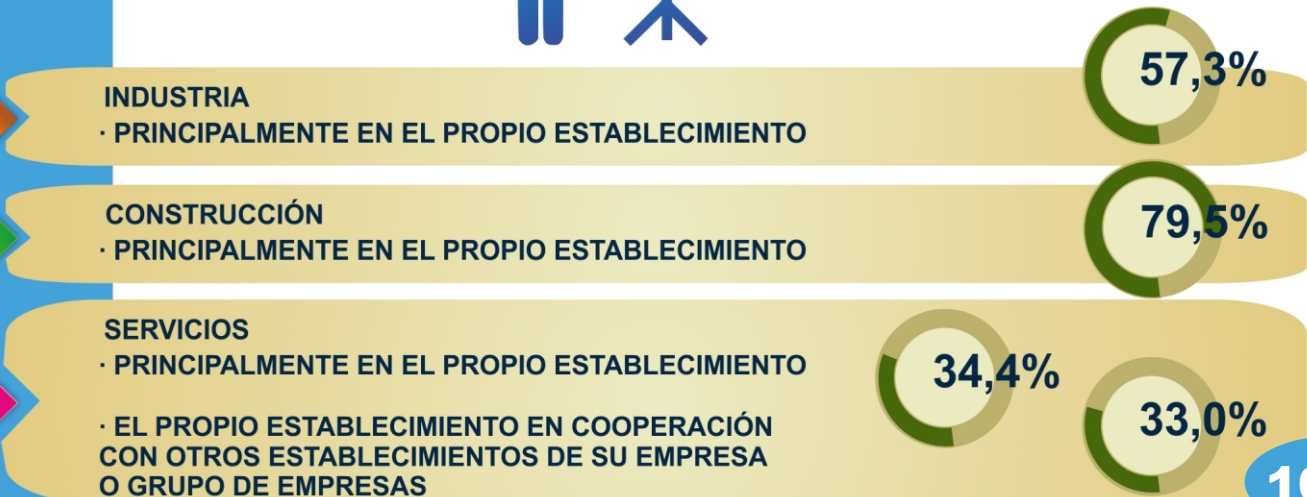 57,3%
INDUSTRIA
· PRINCIPALMENTE EN EL PROPIO ESTABLECIMIENTO
CONSTRUCCIÓN
79,5%
· PRINCIPALMENTE EN EL PROPIO ESTABLECIMIENTO
SERVICIOS
· PRINCIPALMENTE EN EL PROPIO ESTABLECIMIENTO
34,4%
· EL PROPIO ESTABLECIMIENTO EN COOPERACIÓN
CON OTROS ESTABLECIMIENTOS DE SU EMPRESA
O GRUPO DE EMPRESAS
33,0%